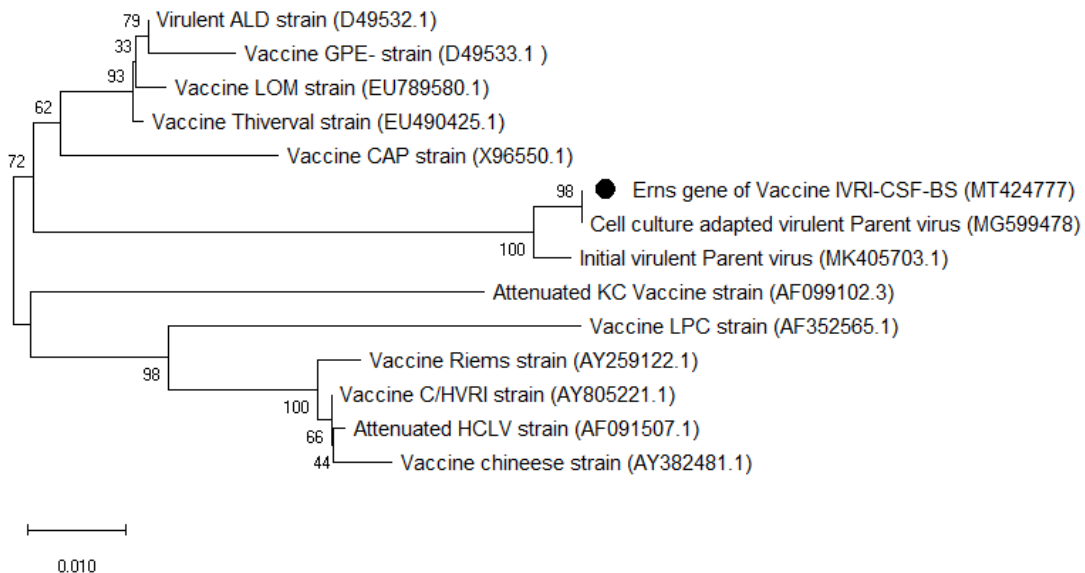 79 Virulent ALD strain (D49532.1)
33 Vaccine GPE- strain (D49533.1 )
93 Vaccine LOM strain (EU789580.1)
62 Vaccine Thiverval strain (EU490425.1)
72 Vaccine CAP strain (X96550.1)
98 Erns gene of Vaccine IVRI-CSF-BS (MT424777)
Cell culture adapted virulent Parent virus (MG599478)
100 Initial virulent Parent virus (MK405703.1)
Attenuated KC Vaccine strain (AF099102.3)
Vaccine LPC strain (AF352565.1)
98 Vaccine Riems strain (AY259122.1)
100 Vaccine C/HVRI strain (AY805221.1)
66 Attenuated HCLV strain (AF091507.1)
44 Vaccine chineese strain (AY382481.1)
0.010